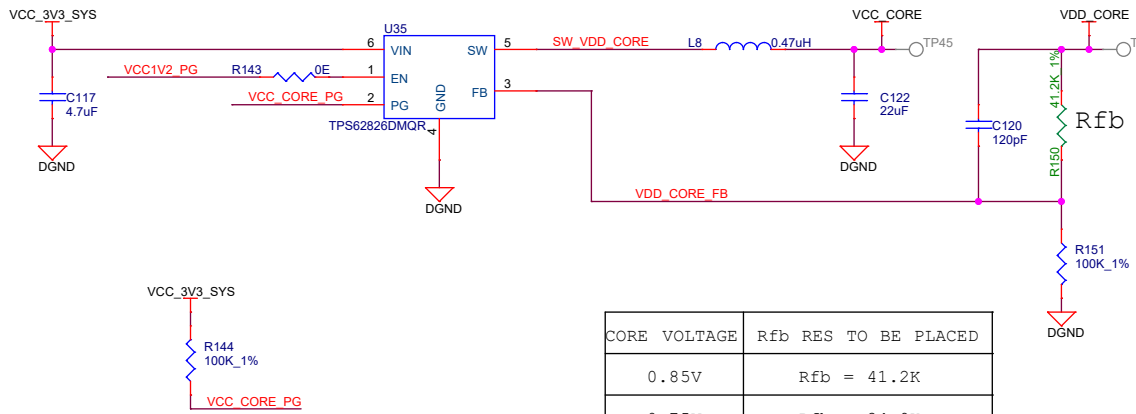 VCC_3V3_SYS
VCC_CORE
VDD_CORE
U35
6
VIN
SW
5
SW_VDD_CORE
L8
0.47uH
TP45
T
VCC1V2_PG
R143
0E
1
EN
FB
3
VCC_CORE_PG
2
PG
GND
4
TPS62826DMQR
C117
4.7uF
DGND
DGND
C122
22uF
DGND
C120
120pF
41.2K_1%
R150
Rfb
VDD_CORE_FB
R151
100K_1%
DGND
VCC_3V3_SYS
R144
100K_1%
VCC_CORE_PG
CORE VOLTAGE
Rfb RES TO BE PLACED
0.85V
Rfb = 41.2K